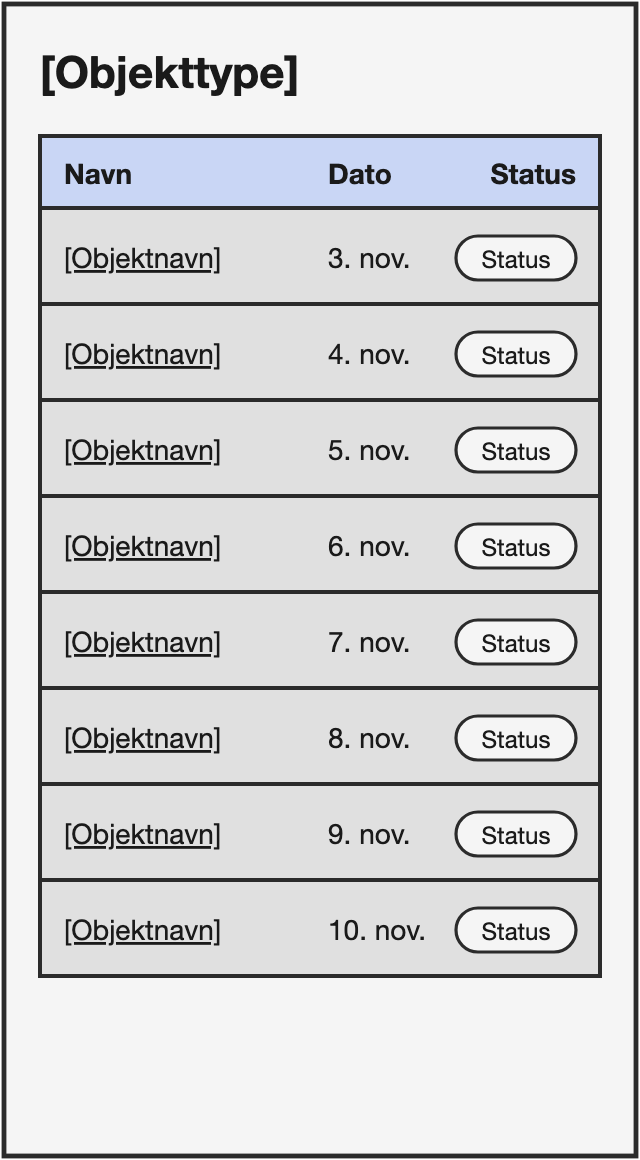 [Objekttype]
Navn Dato Status
[Objektnavn] 3. nov. Status
[Objektnavn] 4. nov. Status
[Objektnavn] 5. nov. Status
[Objektnavn] 6. nov. Status
[Objektnavn] 7. nov. Status
[Objektnavn] 8. nov. Status
[Objektnavn] 9. nov. Status
[Objektnavn] 10. nov. Status